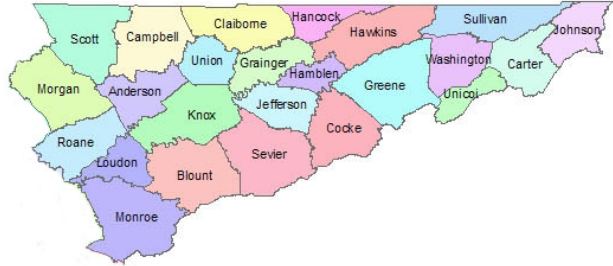 Scott
Campbell
Claiborne
Hancock
Hawkins
Sullivan
Johnson
Morgan
Anderson
Union
Grainger
Hamblen
Greene
Washington
Carter
Unicoi
Knox
Jefferson
Cocke
Roane
Loudon
Blount
Sevier
Monroe